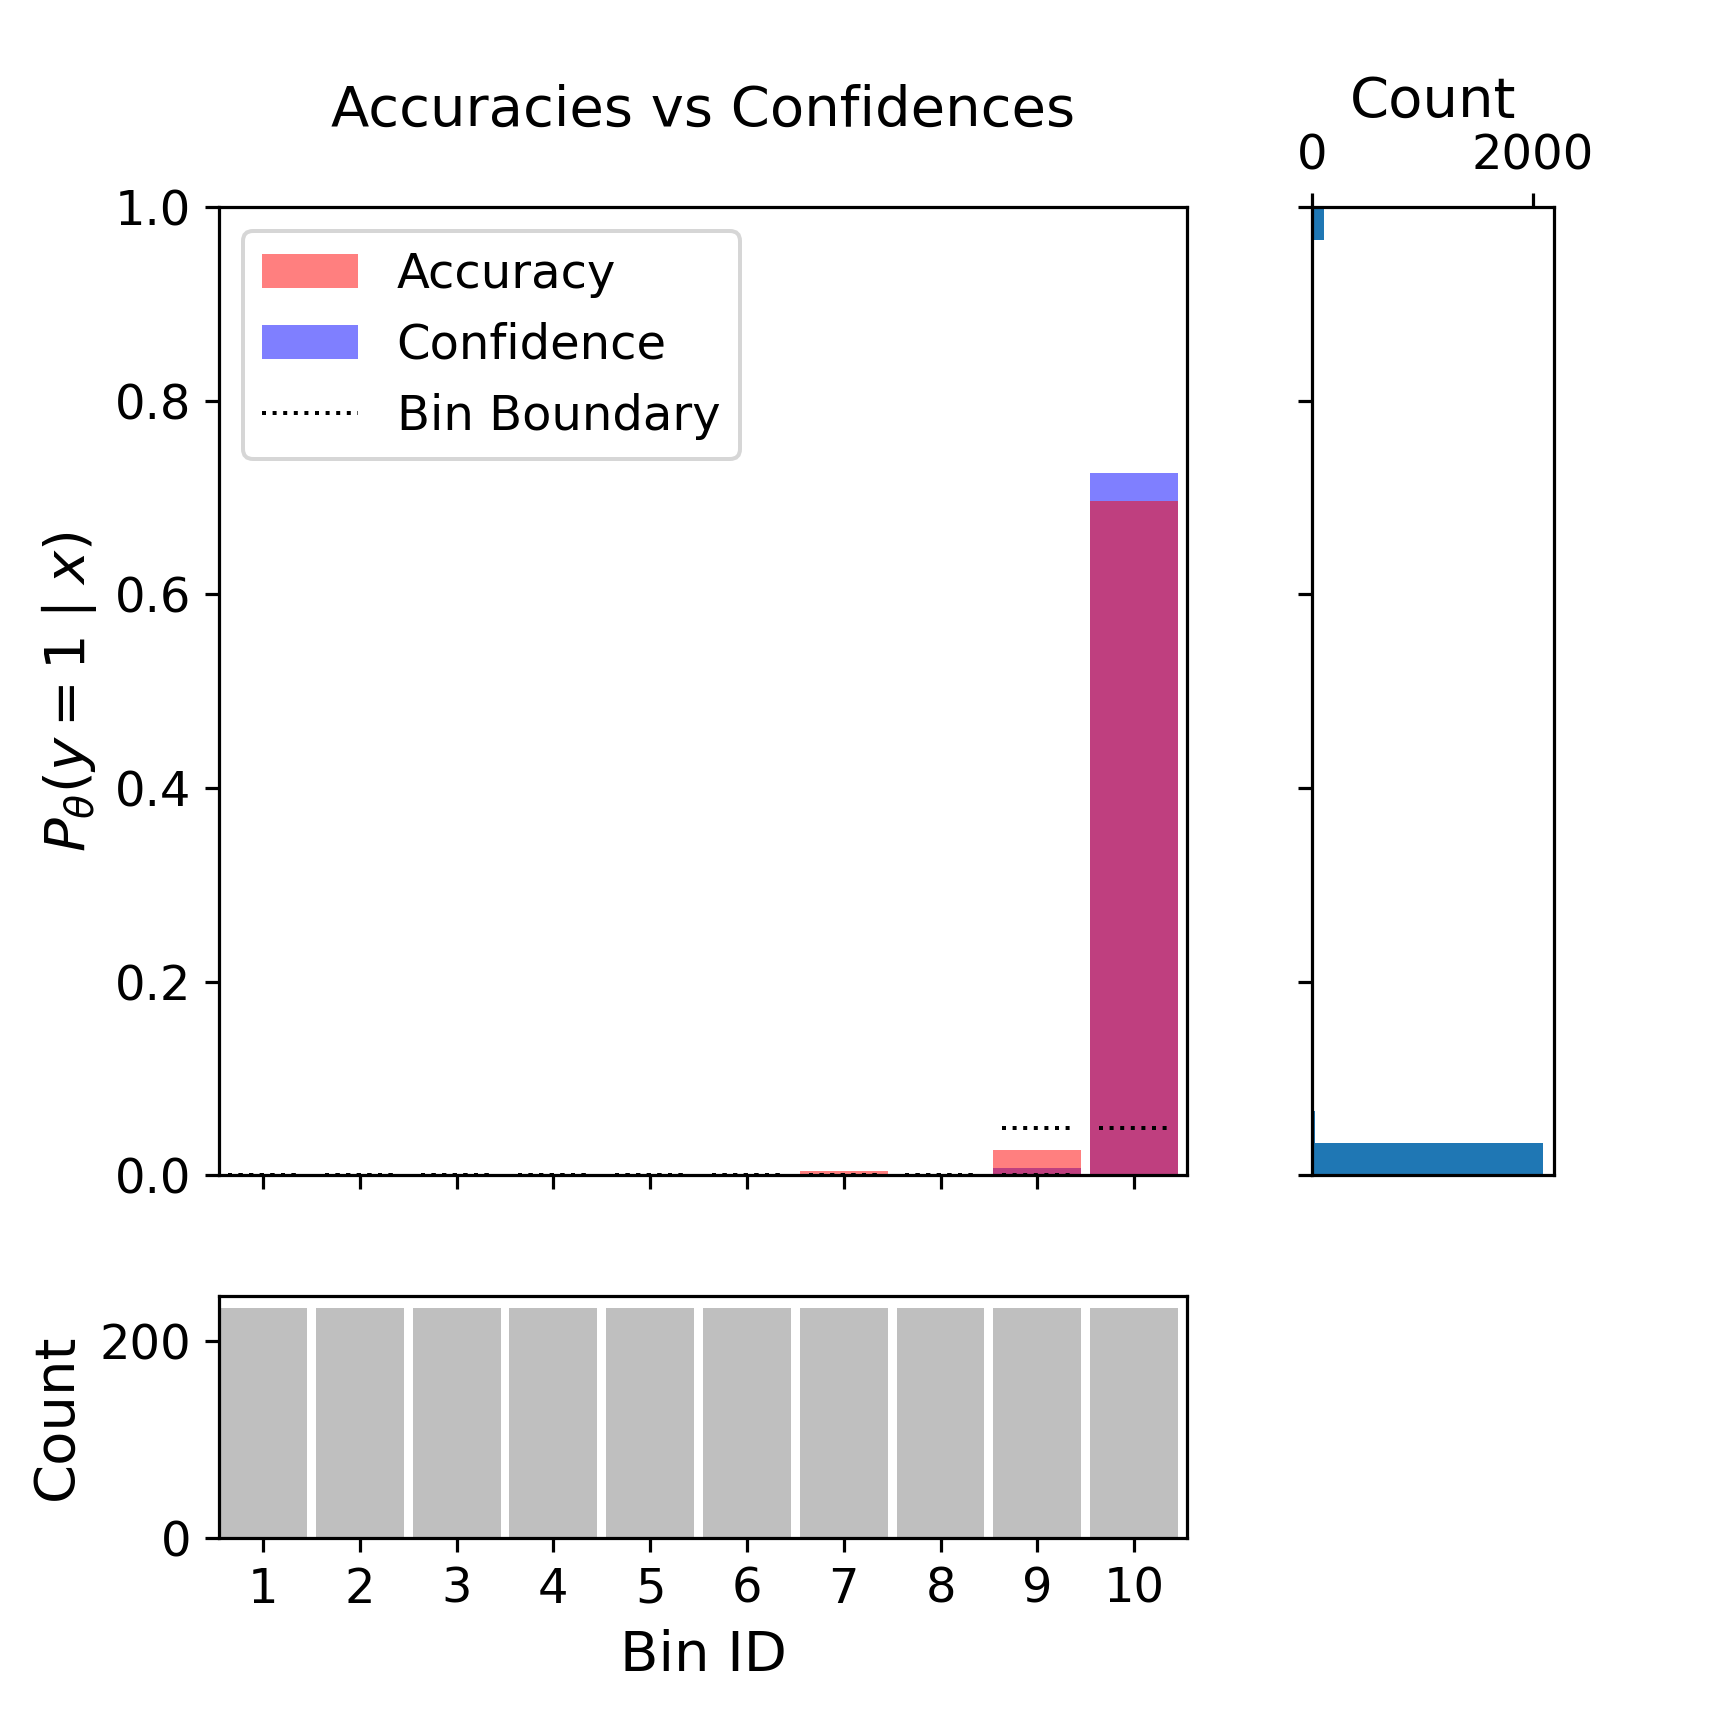 Accuracies vs Confidences
Count
0 2000
1.0
0.8
0.6
0.4
0.2
0.0
Accuracy
Confidence
Bin Boundary
P_θ(y = 1 | x)
200
0
Count
1 2 3 4 5 6 7 8 9 10
Bin ID